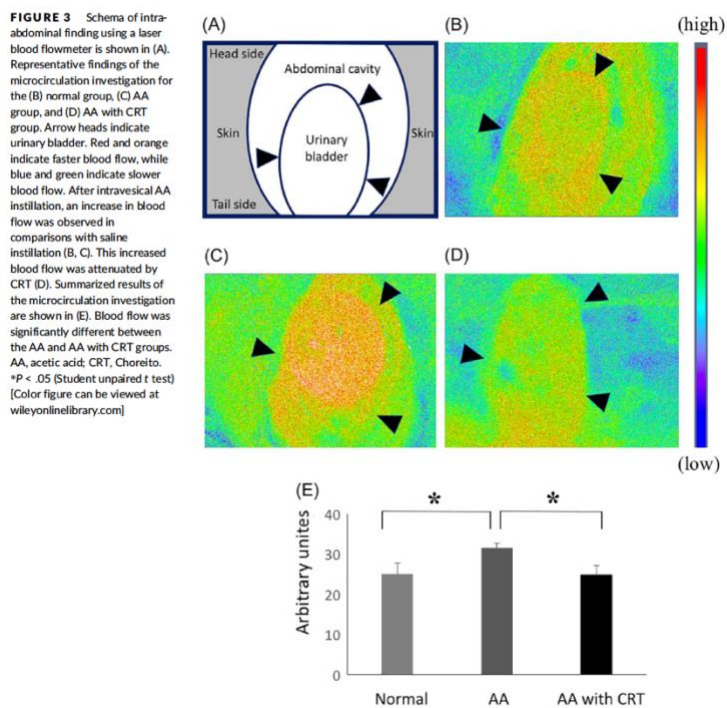 FIGURE 3 Schema of intra-
abdominal finding using a laser
blood flowmeter is shown in (A).
Representative findings of the
microcirculation investigation for
the (B) normal group, (C) AA
group, and (D) AA with CRT
group. Arrow heads indicate
urinary bladder. Red and orange
indicate faster blood flow, while
blue and green indicate slower
blood flow. After intravesical AA
instillation, an increase in blood
flow was observed in
comparisons with saline
instillation (B, C). This increased
blood flow was attenuated by
CRT (D). Summarized results of
the microcirculation investigation
are shown in (E). Blood flow was
significantly different between
the AA and AA with CRT groups.
AA, acetic acid; CRT, Choreito.
*P < .05 (Student unpaired t test)
[Color figure can be viewed at
wileyonlinelibrary.com]
(A)
Head side
Abdominal cavity
Skin
Urinary
bladder
Skin
Tail side
(B)
(high)
(C)
(D)
(low)
(E)
* *
Arbitrary unites
40
30
20
10
0
Normal AA AA with CRT